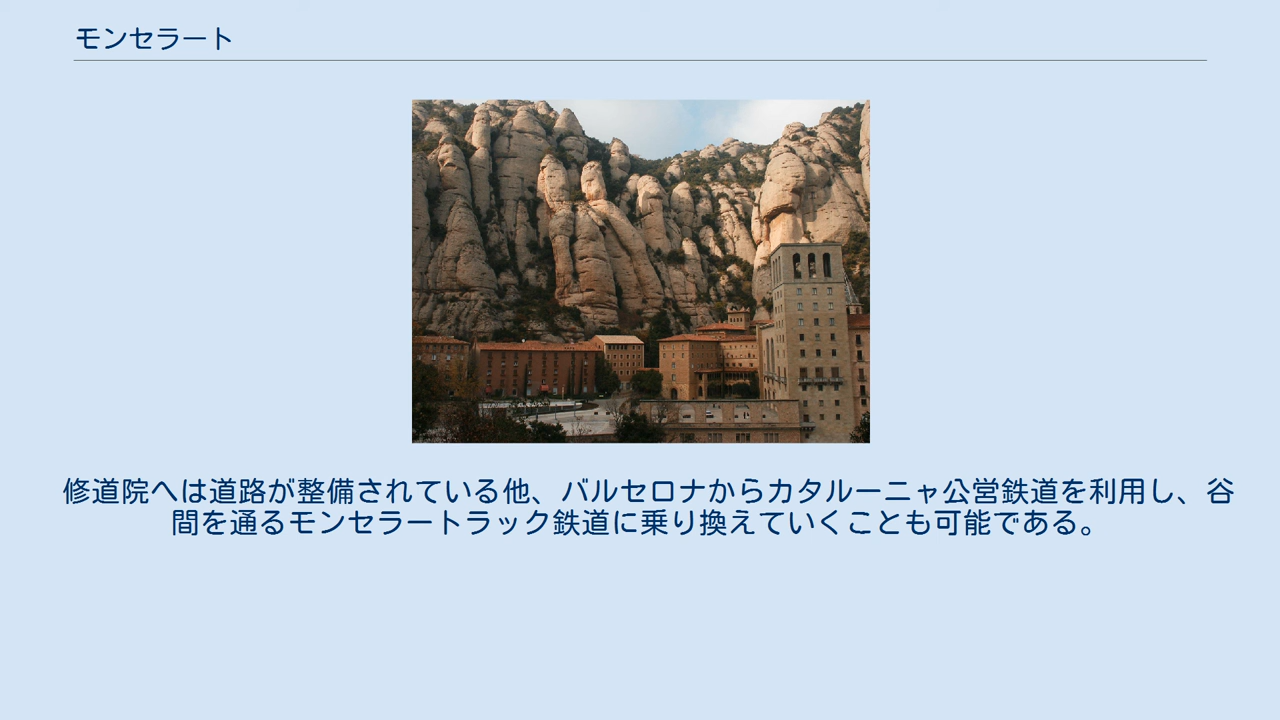 モンセラート
修道院へは道路が整備されている他、バルセロナからカタルーニャ公営鉄道を利用し、谷
間を通るモンセラートラック鉄道に乗り換えていくことも可能である。